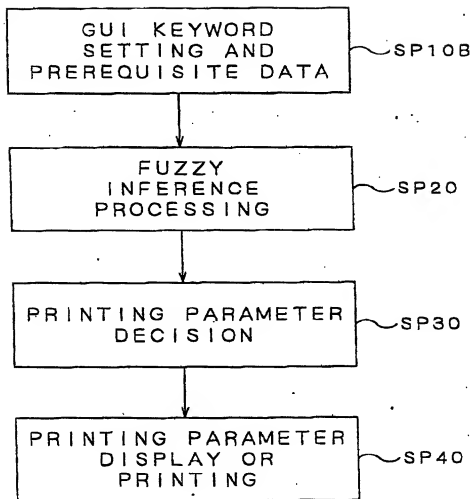 GUI KEYWORD
SETTING AND
PREREQUISITE DATA
SP10B
FUZZY
INFERENCE
PROCESSING
SP20
PRINTING PARAMETER
DECISION
SP30
PRINTING PARAMETER
DISPLAY OR
PRINTING
SP40